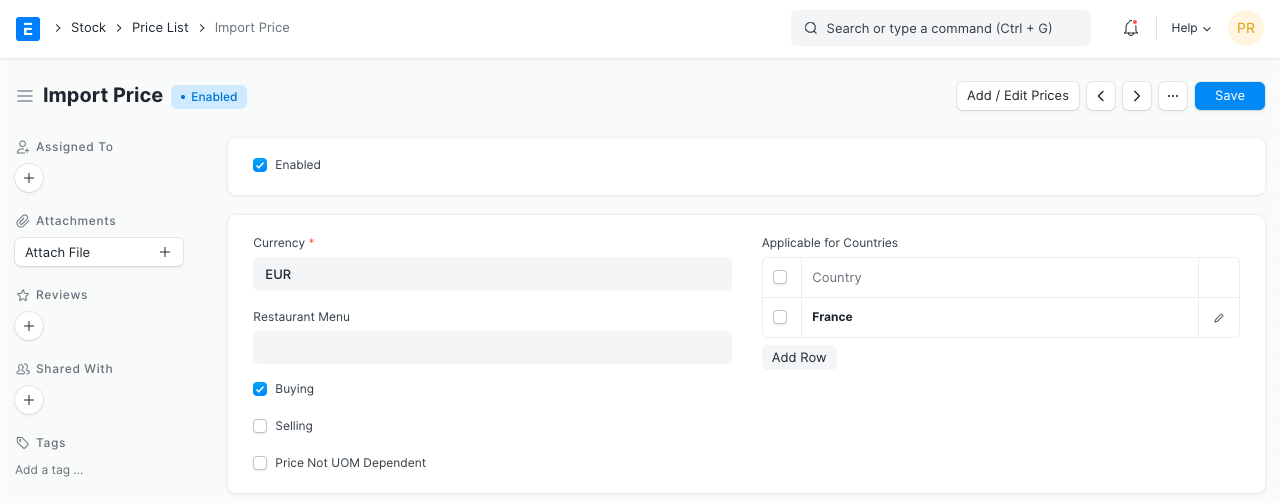 E > Stock > Price List > Import Price
Search or type a command (Ctrl + G)
Help
PR
Import Price
• Enabled
Add / Edit Prices
...
Save
Assigned To
Attachments
Attach File
Reviews
Shared With
Tags
Add a tag ...
Enabled
Currency *
EUR
Restaurant Menu
Buying
Selling
Price Not UOM Dependent
Applicable for Countries
Country
France
Add Row